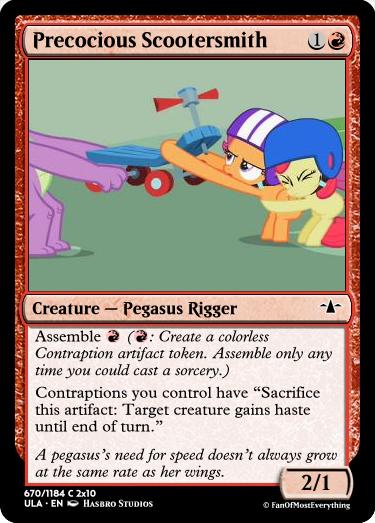 Precocious Scootersmith 1
Creature — Pegasus Rigger
Assemble (: Create a colorless
Contraption artifact token. Assemble only any
time you could cast a sorcery.)
Contraptions you control have “Sacrifice
this artifact: Target creature gains haste
until end of turn.”
A pegasus's need for speed doesn't always grow
at the same rate as her wings.
2/1
670/1184 C 2x10
ULA • EN Hasbro Studios
© FanOfMostEverything